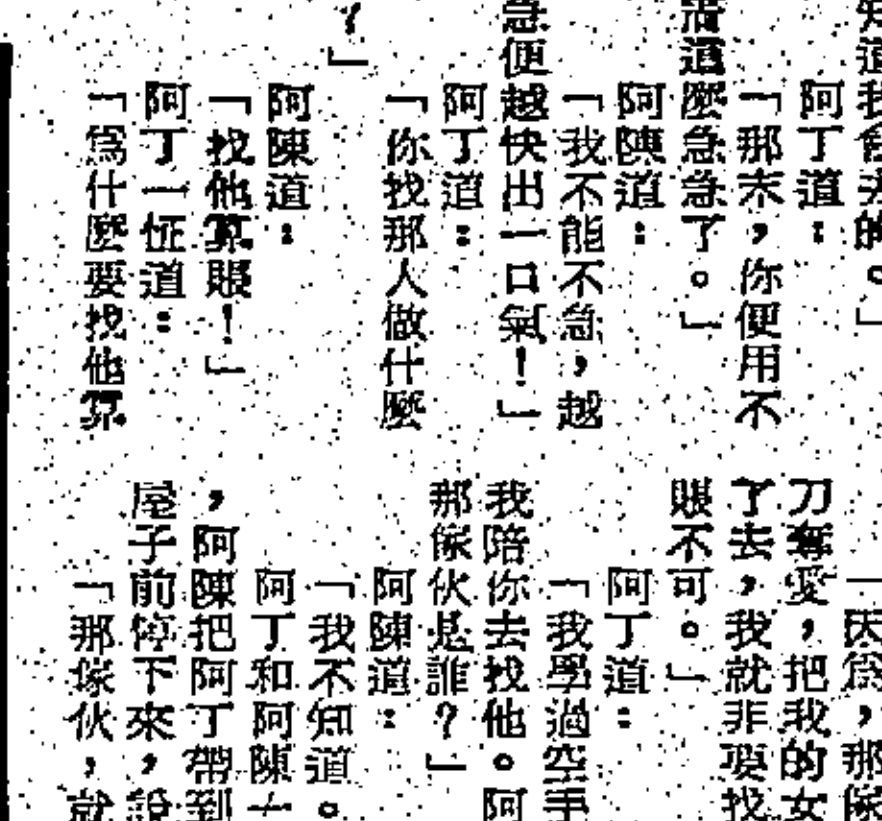 知道我會去的。」
阿丁道：
「那末，你便用不
這麼急急了。」
阿陳道：
「我不能不急，越
急便越快出一口氣！」
阿丁道：
「你找那人做什麼
？」
阿陳道：
「找他算賬！」
阿丁一怔道：
「爲什麼要找他算
「因爲，那傢
刀奪愛，把我的女
了去，我就非要找
賬不可。」
阿丁道：
「我學過空手
我陪你去找他。阿
那傢伙是誰？」
阿陳道：
「我不知道。
阿丁和阿陳
，阿陳把阿丁帶到
屋子前停下來，說
「那傢伙，就